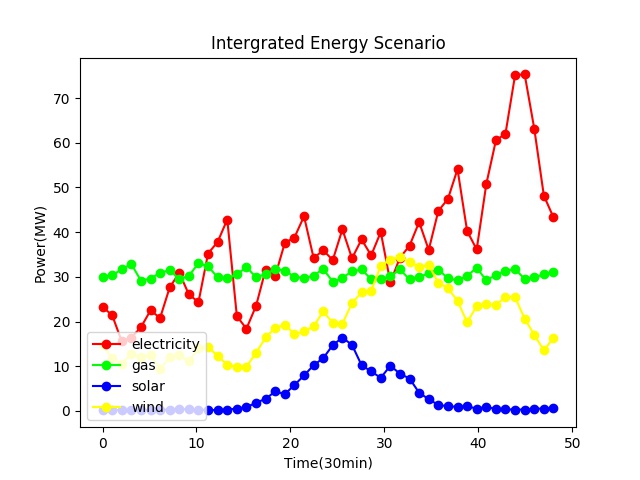 Intergrated Energy Scenario
Power(MW)
70
60
50
40
30
20
10
0
electricity
gas
solar
wind
0 10 20 30 40 50
Time(30min)